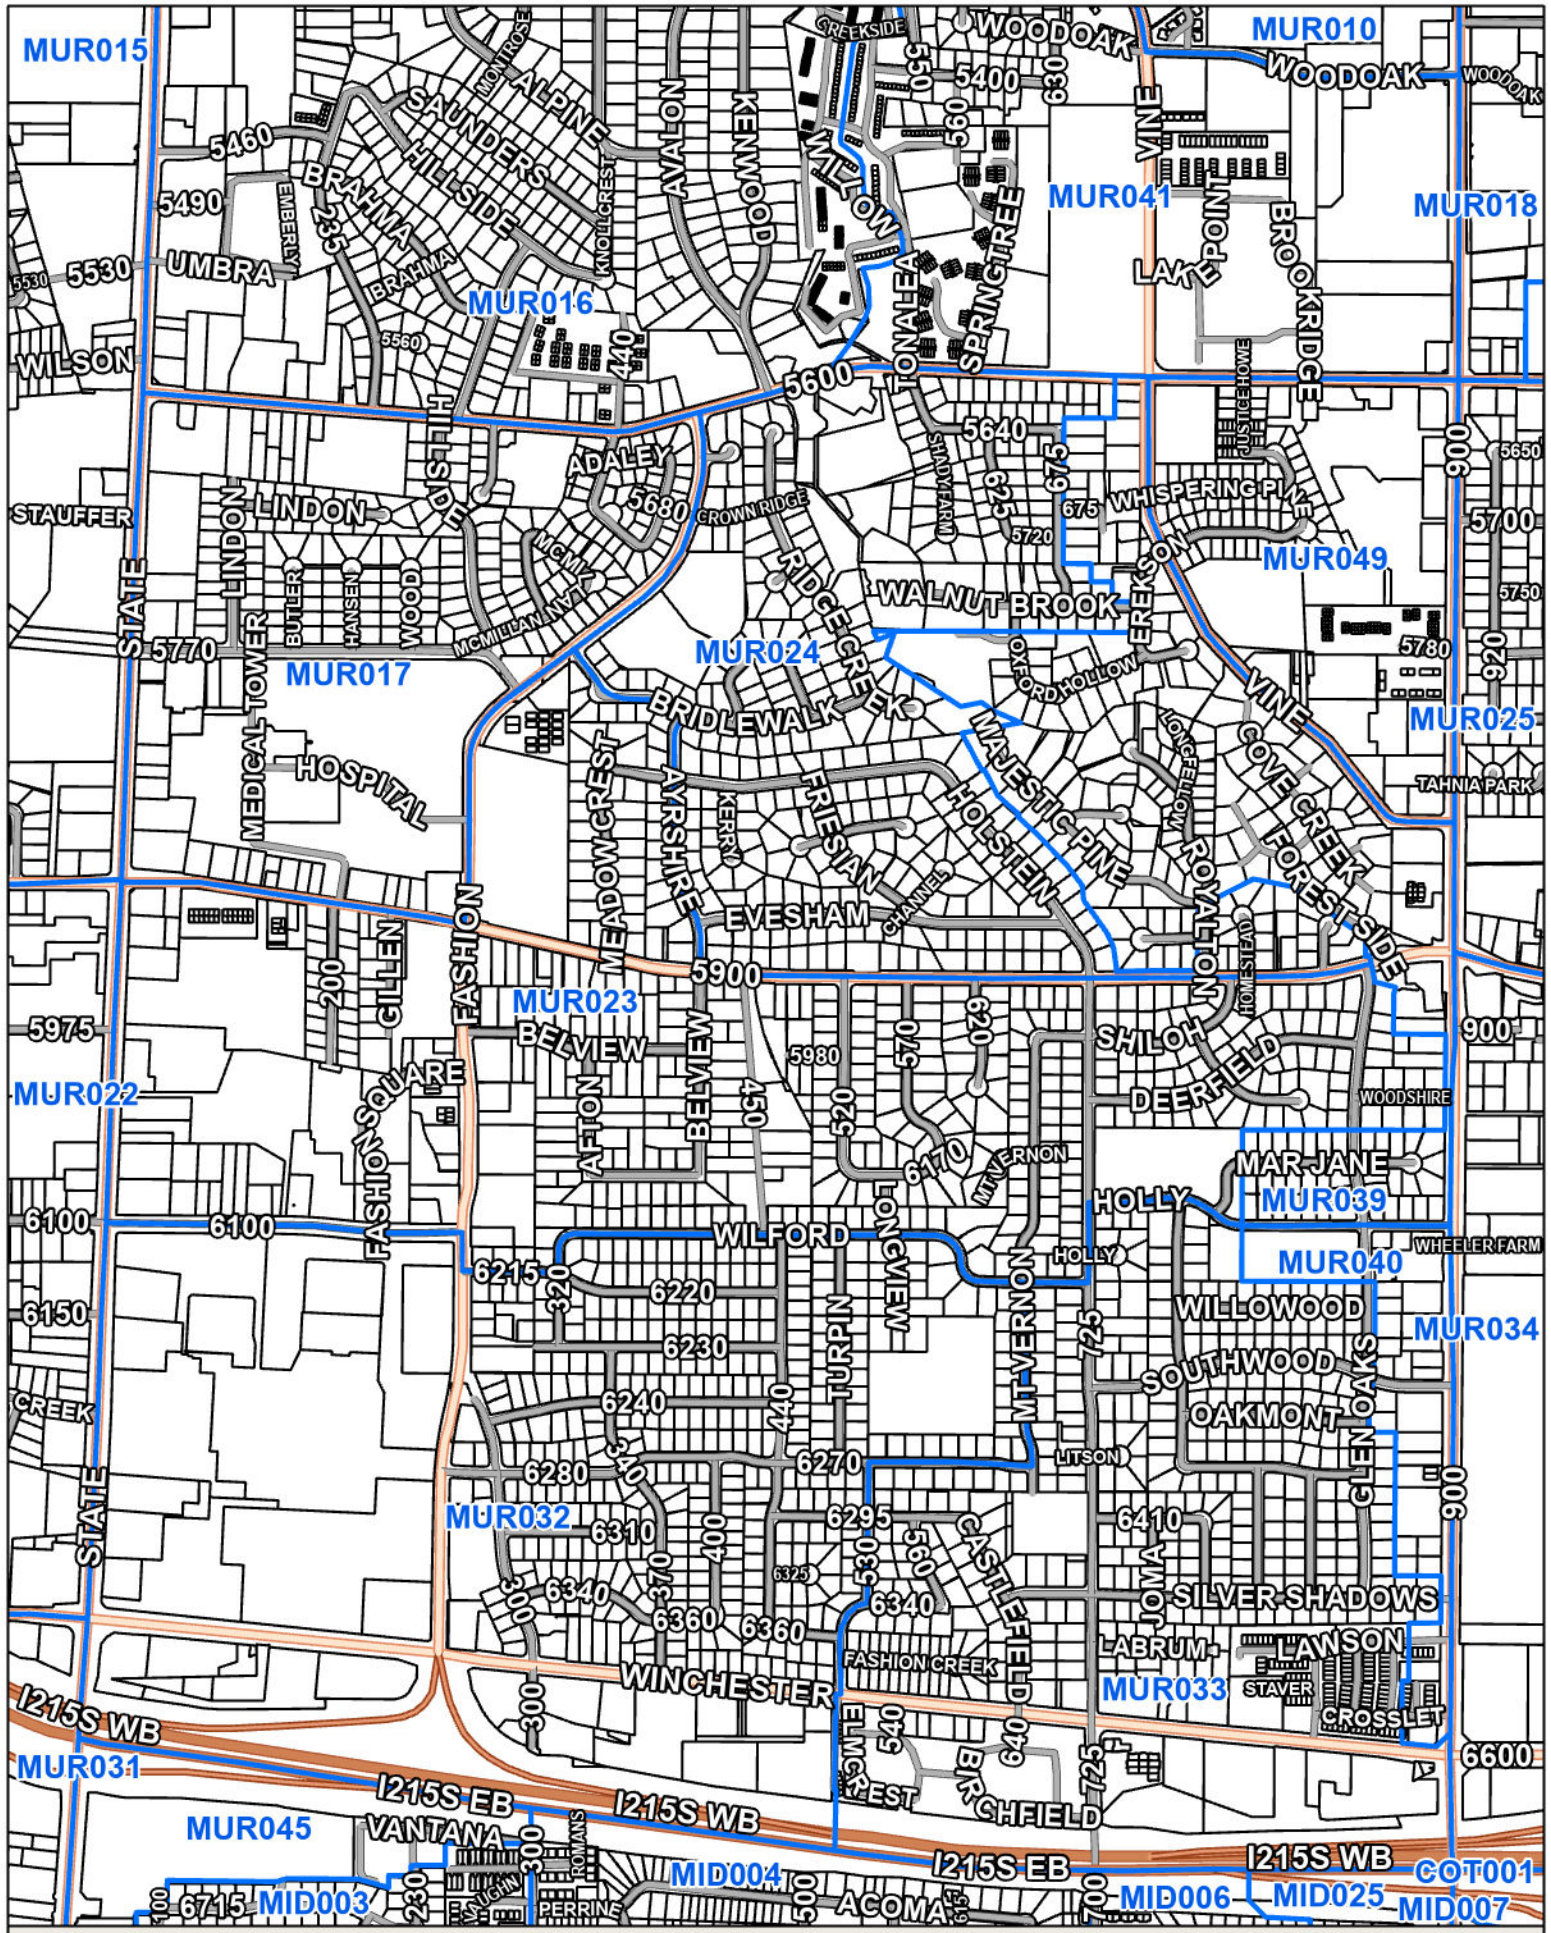 MUR015
MONTROSE
CREEKSIDE
WOODOAK
MUR010
ALPINE
550
5400
630
WOODOAK
WOODOAK
SAUNDERS
AVALON
KENWOOD
560
VINE
5460
HILLSIDE
WILLOW
BRAHMA
KNOLLCREST
MUR041
POINT
MUR018
5490
EMBERLY
235
SPRINGTREE
BROOKRIDGE
5530
5530
UMBRA
BRAHMA
TONALEA
LAKE
MUR016
WILSON
5560
440
5600
JUSTICE HOWE
HILLSIDE
5640
900
ADALEY
SHADY FARM
675
5650
STAUFFER
LINDON
LINDON
5680
CROWN RIDGE
625
675
WHISPERING PINE
5700
MCMILLAN
5720
MUR049
STATE
BUTLER
HANSEN
WOOD
RIDGE CREEK
WALNUT BROOK
EREKSON
5750
5770
MCMILLAN
MUR024
5780
920
MUR017
OXFORD HOLLOW
MEDICAL TOWER
BRIDLEWALK
VINE
MUR025
HOSPITAL
MEADOWCREST
AYRSHIRE
MAJESTIC PINE
LONGFELLOW
COVE CREEK
TAHNIA PARK
KERRY
FRIESIAN
HOLSTEIN
FOREST SIDE
FASHION
EVESHAM
CHANNEL
ROYALTON
HOMESTEAD
200
GILLEN
5900
MUR023
5975
BELVIEW
BELVIEW
5980
570
620
SHILOH
900
DEERFIELD
MUR022
FASHION SQUARE
AFTON
450
520
WOODSHIRE
6170
MT VERNON
MAR JANE
6100
6100
HOLLY
MUR039
WILFORD
LONGVIEW
HOLLY
WHEELER FARM
6215
320
6220
MT VERNON
MUR040
6150
TURPIN
WILLOWOOD
MUR034
6230
725
CREEK
6240
440
SOUTHWOOD
OAKMONT
GLEN OAKS
340
6280
6270
LITSON
STATE
MUR032
6295
6410
900
6310
400
560
CASTLEFIELD
370
6325
530
JOMA
300
6340
6360
6360
6340
SILVER SHADOWS
WINCHESTER
FASHION CREEK
LABRUM
LAWSON
MUR033
STAVER
I215S WB
300
540
640
CROSSLET
MUR031
725
6600
I215S EB
I215S WB
CREST
BIRCHFIELD
MUR045
VANTANA
300
ROMANS
I215S EB
I215S WB
COT001
MID004
100
6715
MID003
230
VAUGHN
PERRINE
500
ACOMA
615
700
MID006
MID025
MID007